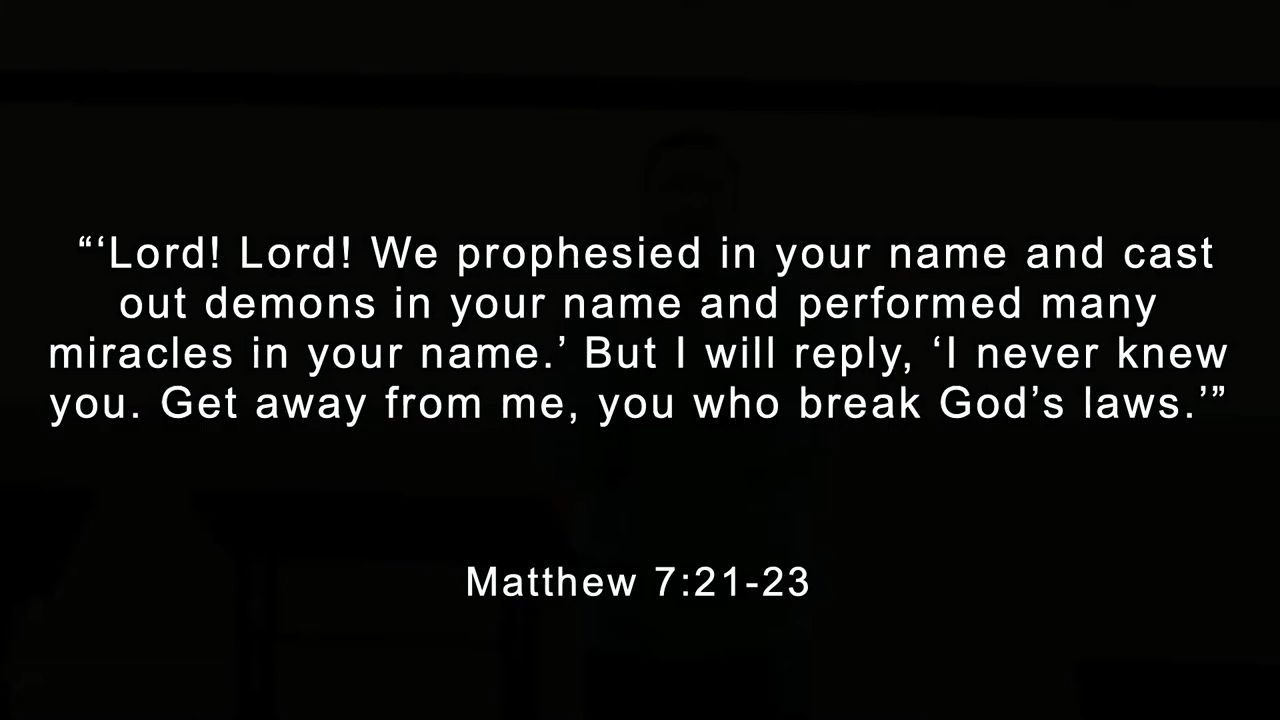 “‘Lord! Lord! We prophesied in your name and cast
out demons in your name and performed many
miracles in your name.’ But I will reply, ‘I never knew
you. Get away from me, you who break God’s laws.’”
Matthew 7:21-23